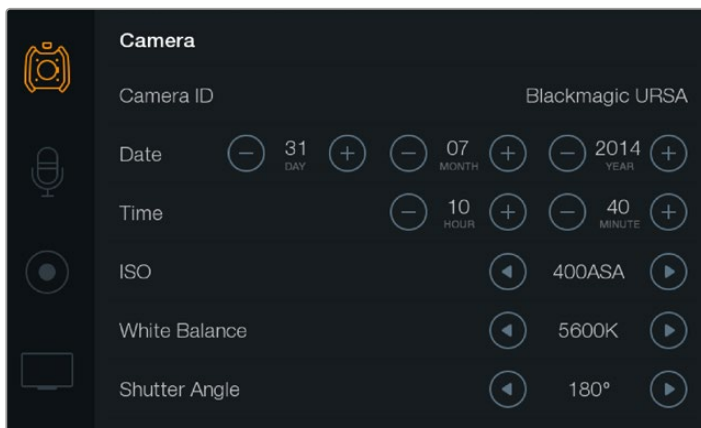 Camera
Camera ID Blackmagic URSA
Date 31 DAY 07 MONTH 2014 YEAR
Time 10 HOUR 40 MINUTE
ISO 400ASA
White Balance 5600K
Shutter Angle 180°